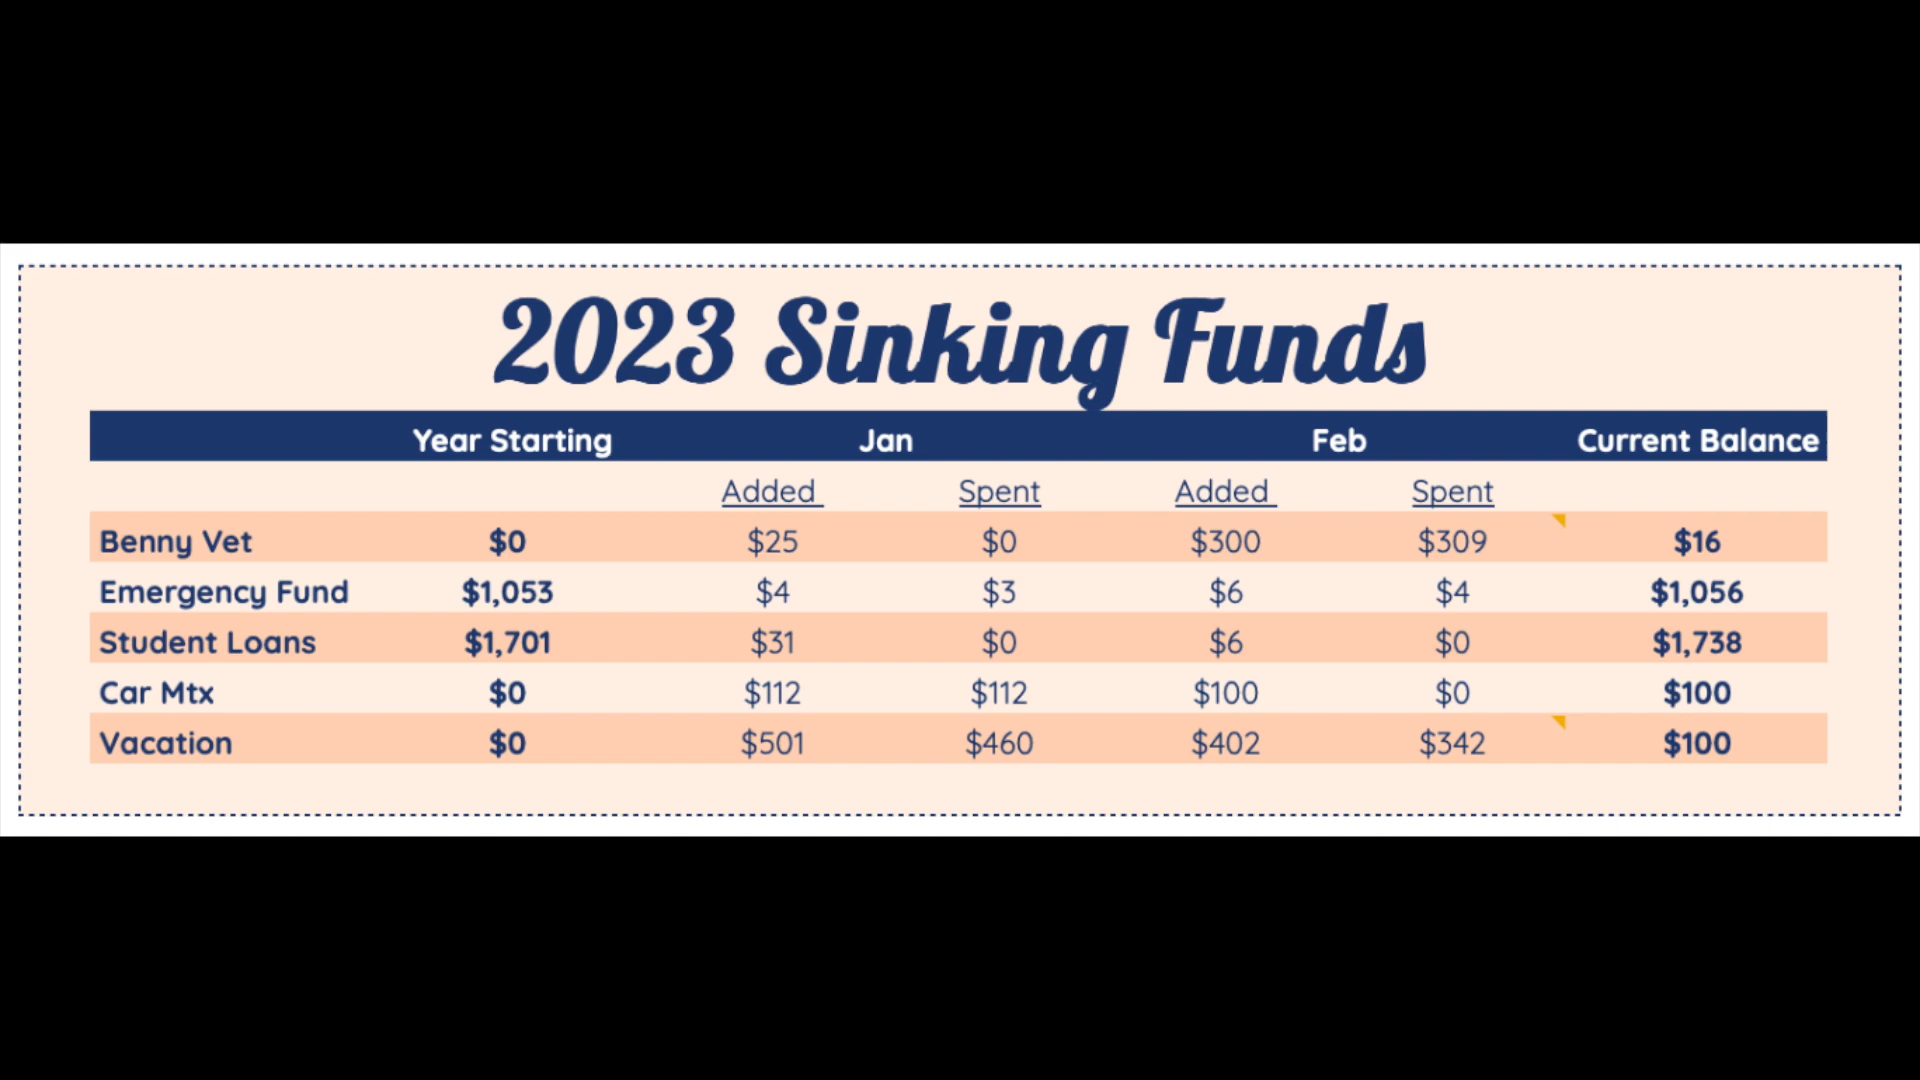 2023 Sinking Funds
Year Starting Jan Feb Current Balance
Added Spent Added Spent
Benny Vet $0 $25 $0 $300 $309 $16
Emergency Fund $1,053 $4 $3 $6 $4 $1,056
Student Loans $1,701 $31 $0 $6 $0 $1,738
Car Mtx $0 $112 $112 $100 $0 $100
Vacation $0 $501 $460 $402 $342 $100